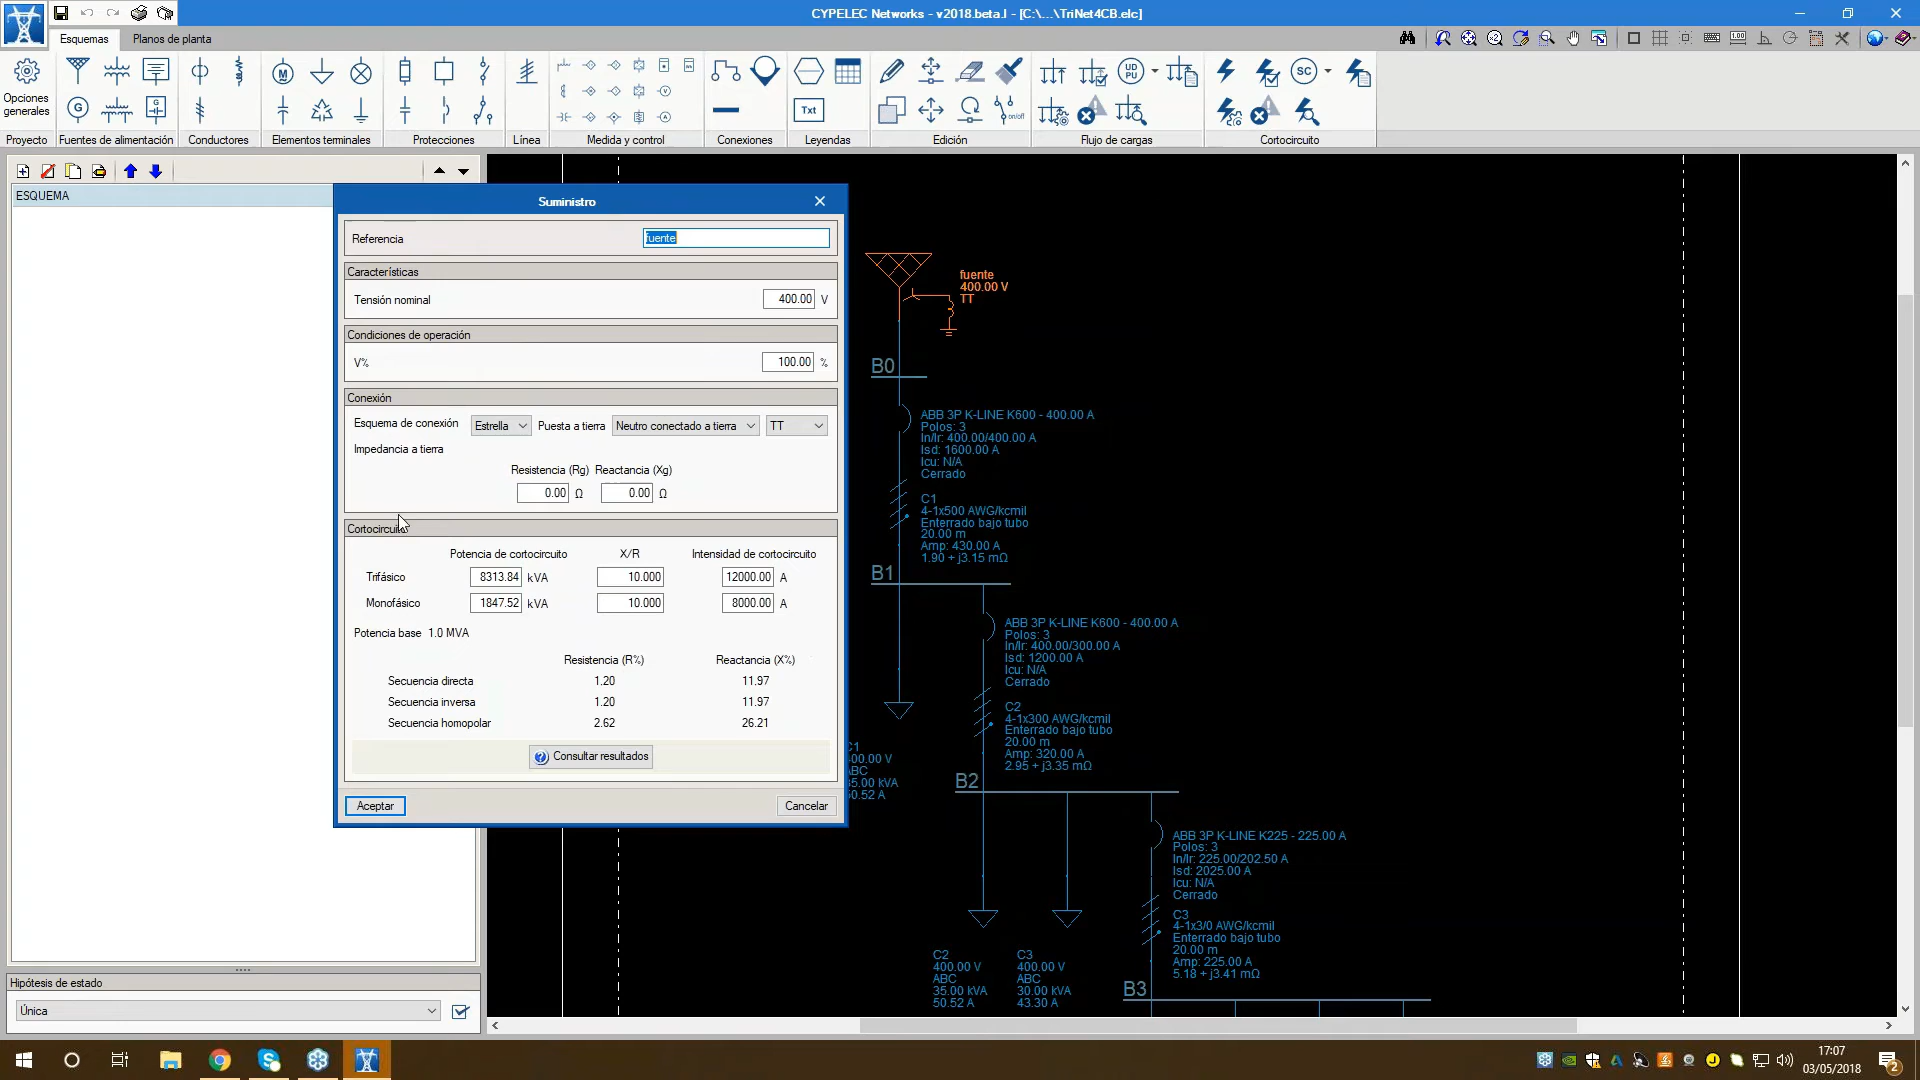 CYPELEC Networks - v2018.beta.l - [C:\...\TriNet4CB.elc]
Esquemas
Planos de planta
Opciones
generales
Txt
UD
PU
SC
on/off
Proyecto
Fuentes de alimentación
Conductores
Elementos terminales
Protecciones
Línea
Medida y control
Conexiones
Leyendas
Edición
Flujo de cargas
Cortocircuito
ESQUEMA
Suministro
Referencia
fuente
Características
Tensión nominal
400.00 V
Condiciones de operación
V%
100.00 %
Conexión
Esquema de conexión
Estrella
Puesta a tierra
Neutro conectado a tierra
TT
Impedancia a tierra
Resistencia (Rg)
Reactancia (Xg)
0.00 Ω
0.00 Ω
Cortocircuito
Potencia de cortocircuito
X/R
Intensidad de cortocircuito
Trifásico
8313.84 kVA
10.000
12000.00 A
Monofásico
1847.52 kVA
10.000
8000.00 A
Potencia base 1.0 MVA
Resistencia (R%)
Reactancia (X%)
Secuencia directa
1.20
11.97
Secuencia inversa
1.20
11.97
Secuencia homopolar
2.62
26.21
Consultar resultados
Aceptar
Cancelar
fuente
400.00 V
TT
B0
ABB 3P K-LINE K600 - 400.00 A
Polos: 3
In/Ir: 400.00/400.00 A
Isd: 1600.00 A
Icu: N/A
Cerrado
C1
4-1x500 AWG/kcmil
Enterrado bajo tubo
20.00 m
Amp: 430.00 A
1.90 + j3.15 mΩ
B1
ABB 3P K-LINE K600 - 400.00 A
Polos: 3
In/Ir: 400.00/300.00 A
Isd: 1200.00 A
Icu: N/A
Cerrado
C2
4-1x300 AWG/kcmil
Enterrado bajo tubo
20.00 m
Amp: 320.00 A
2.95 + j3.35 mΩ
B2
ABB 3P K-LINE K225 - 225.00 A
Polos: 3
In/Ir: 225.00/202.50 A
Isd: 2025.00 A
Icu: N/A
Cerrado
C3
4-1x3/0 AWG/kcmil
Enterrado bajo tubo
20.00 m
Amp: 225.00 A
5.18 + j3.41 mΩ
B3
C2
400.00 V
ABC
35.00 kVA
50.52 A
C3
400.00 V
ABC
30.00 kVA
43.30 A
Hipótesis de estado
Única
17:07
03/05/2018
2